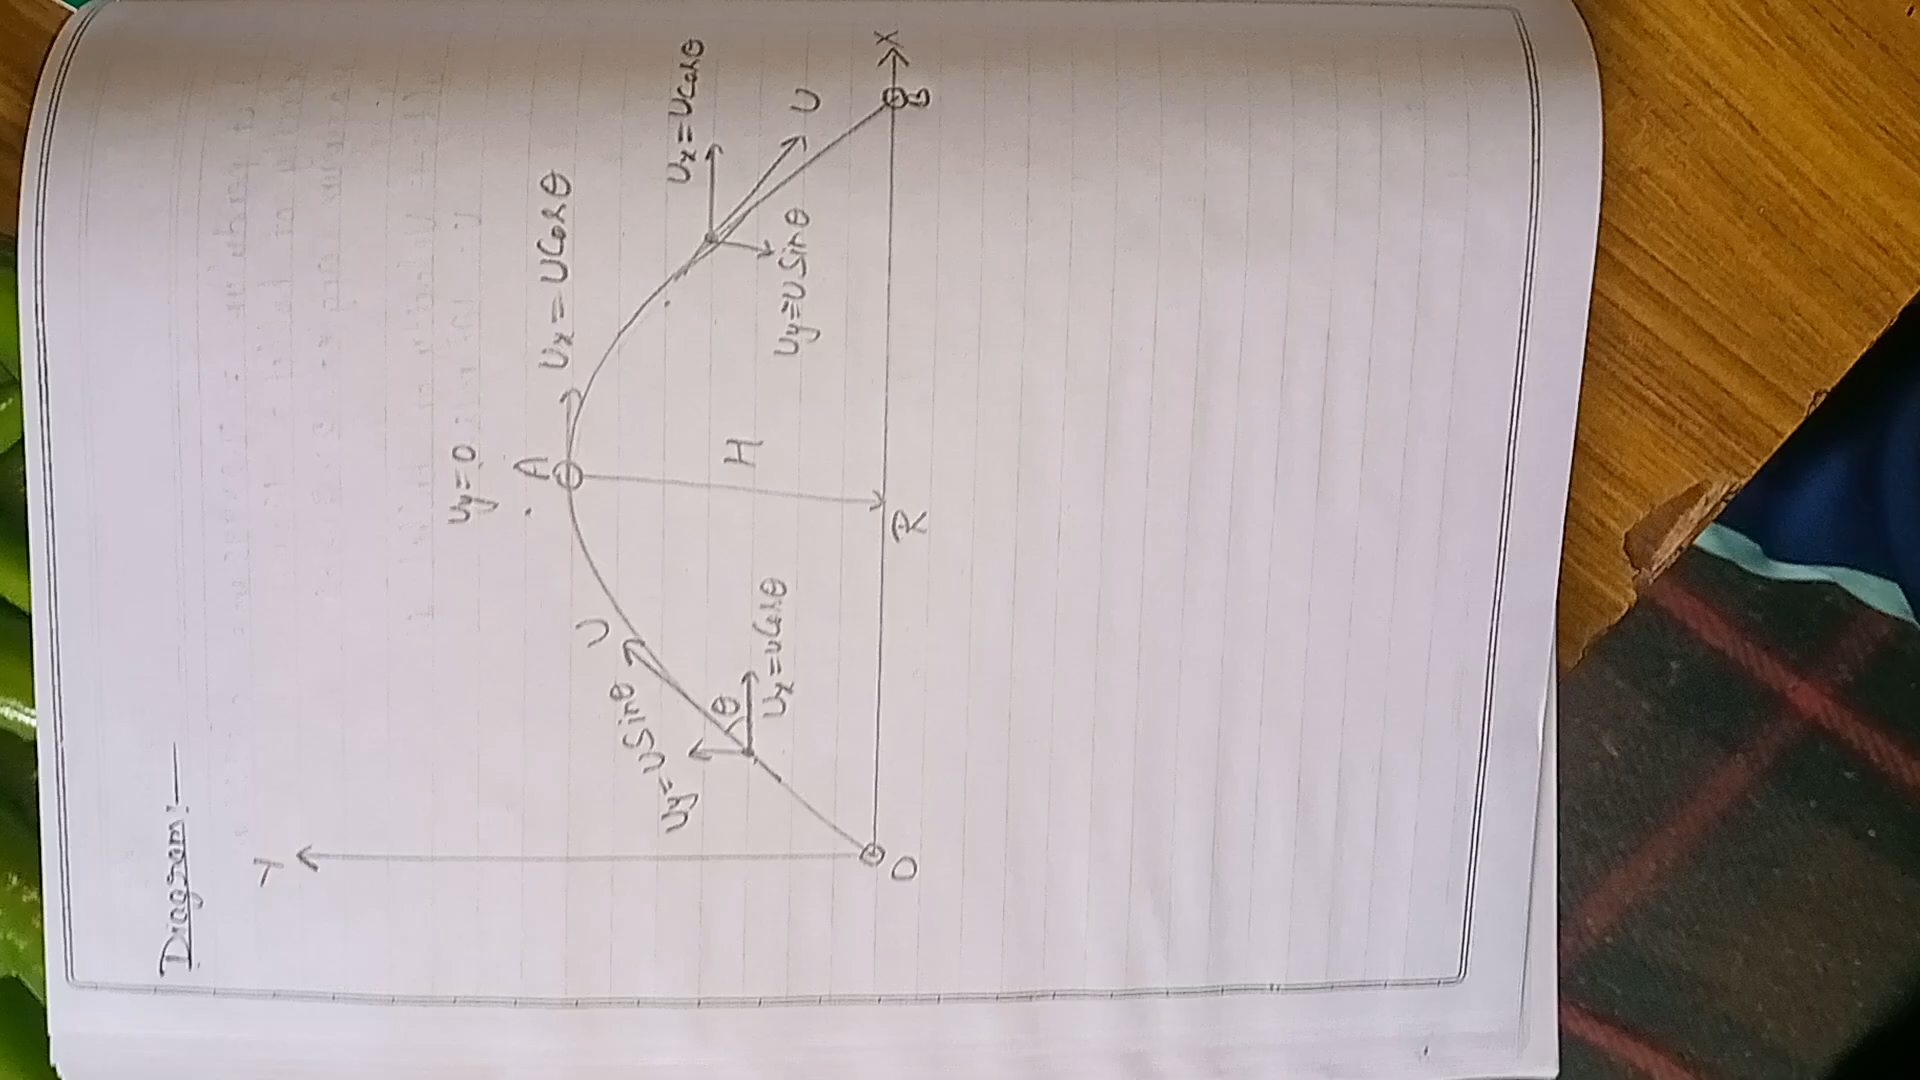 Diagram:-
Y
Uy=0
A
Ux=UCosθ
U
Uy=USinθ
θ
Ux=UCosθ
H
Ux=UCosθ
U
Uy=USinθ
O
R
B
X